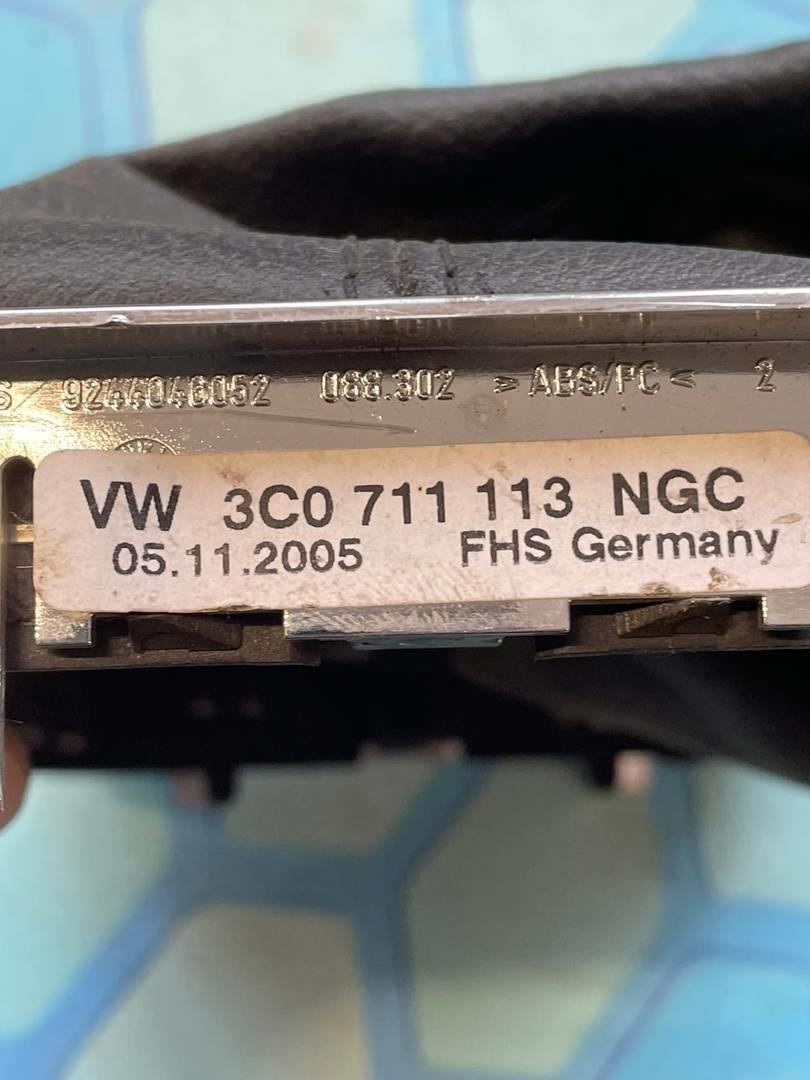 9244046052 088.302 >ABS/PC< 2
VW 3C0 711 113 NGC
05.11.2005 FHS Germany